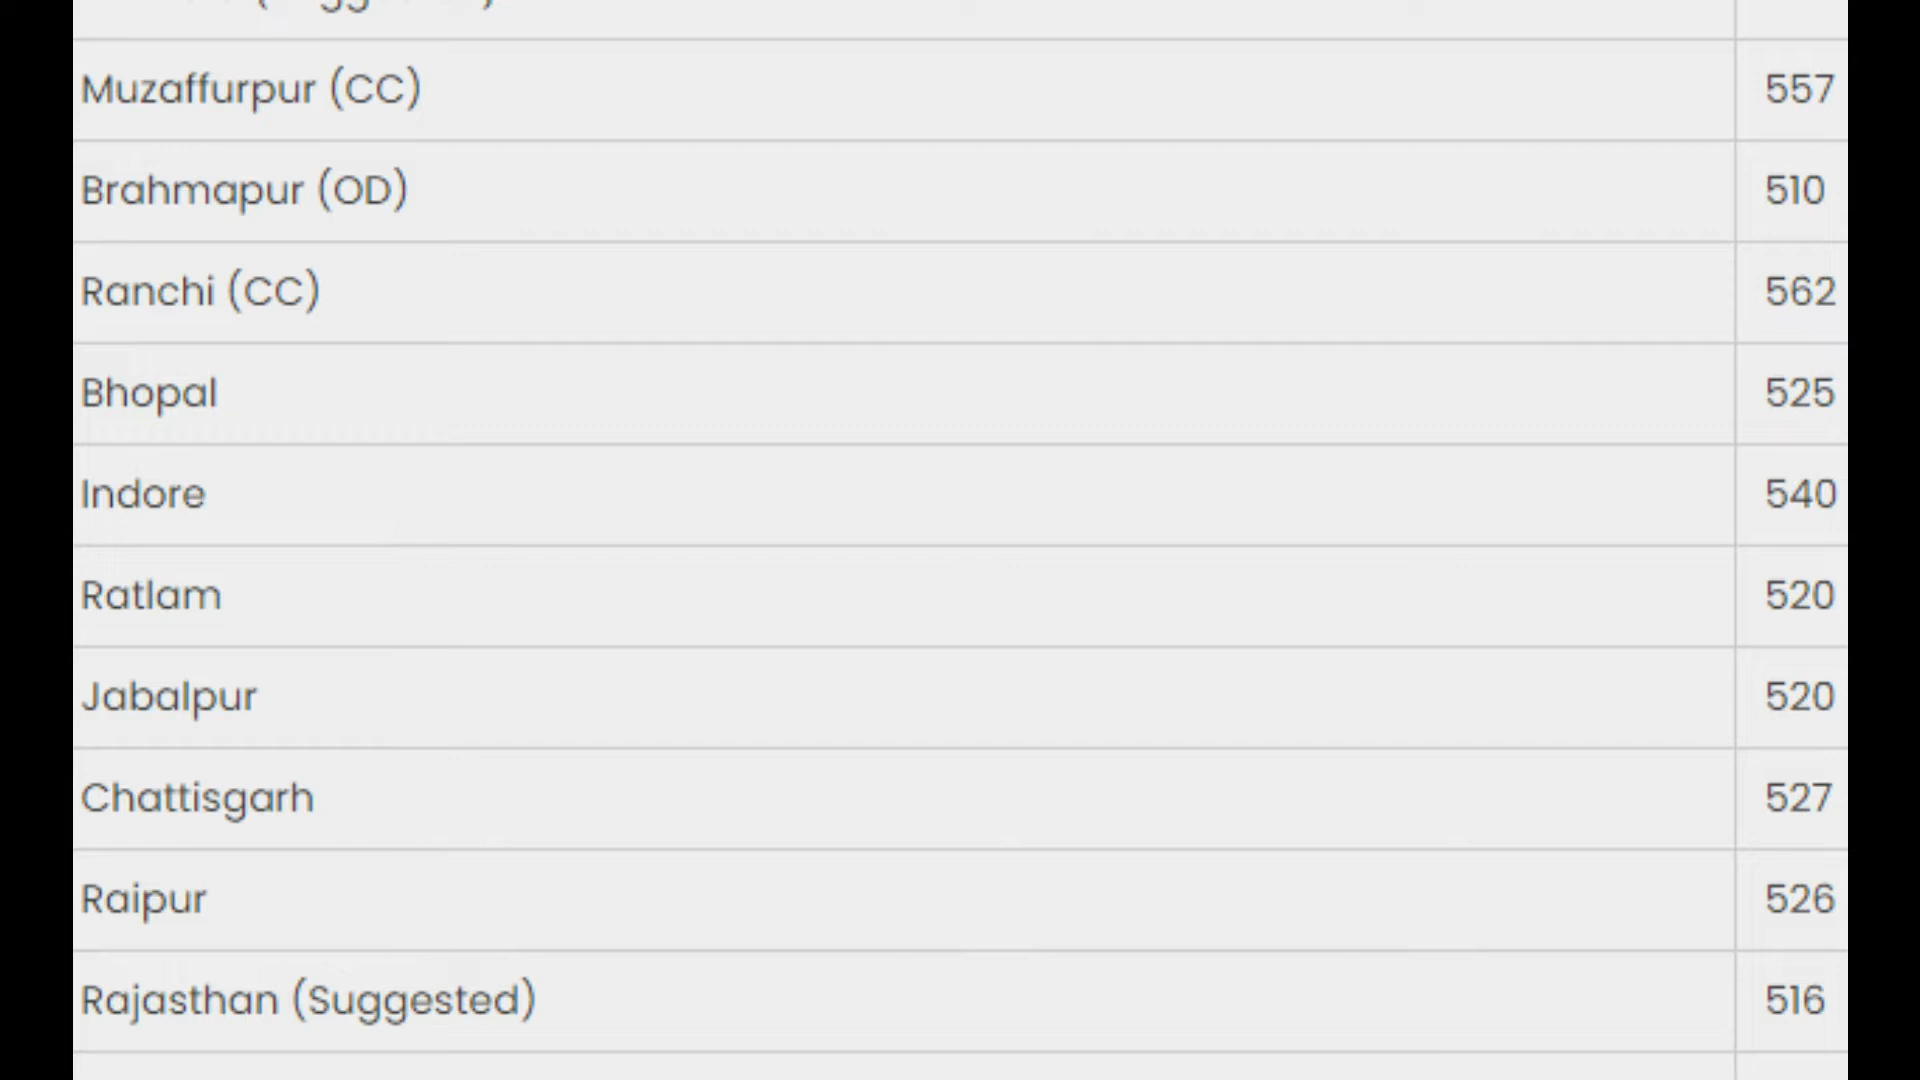 Muzaffurpur (CC) 557
Brahmapur (OD) 510
Ranchi (CC) 562
Bhopal 525
Indore 540
Ratlam 520
Jabalpur 520
Chattisgarh 527
Raipur 526
Rajasthan (Suggested) 516